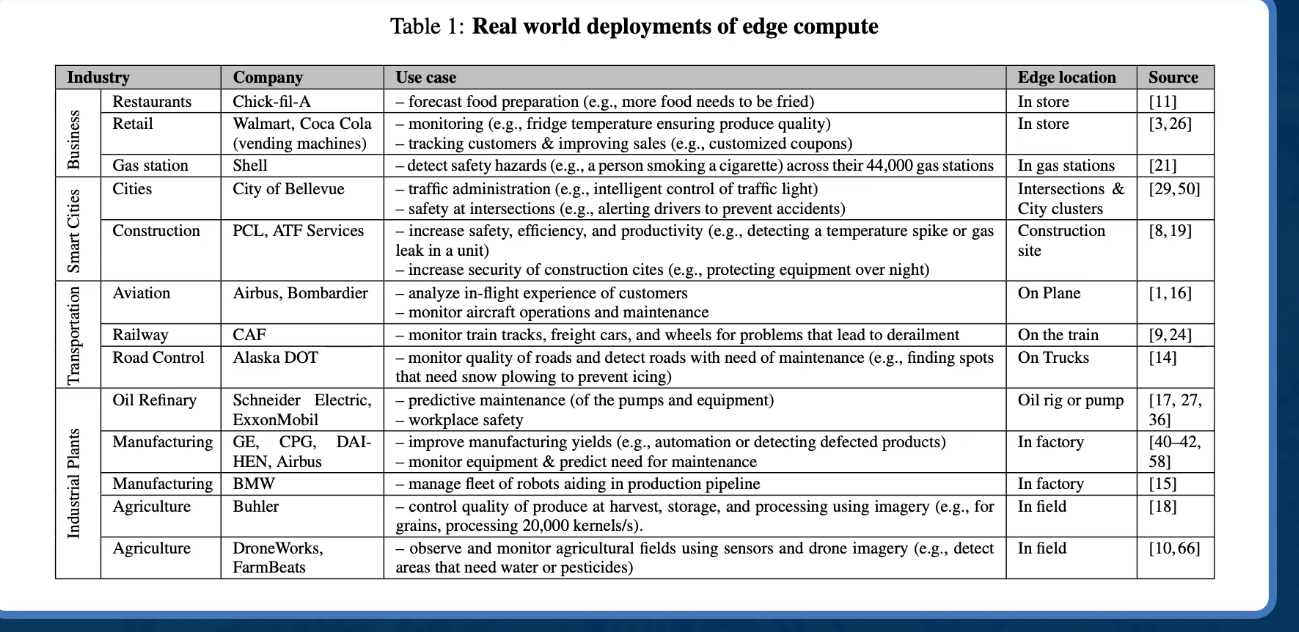 Table 1: Real world deployments of edge compute
Industry Company Use case Edge location Source
Business
Restaurants Chick-fil-A – forecast food preparation (e.g., more food needs to be fried) In store [11]
Retail Walmart, Coca Cola – monitoring (e.g., fridge temperature ensuring produce quality) In store [3,26]
(vending machines) – tracking customers & improving sales (e.g., customized coupons)
Gas station Shell – detect safety hazards (e.g., a person smoking a cigarette) across their 44,000 gas stations In gas stations [21]
Smart Cities
Cities City of Bellevue – traffic administration (e.g., intelligent control of traffic light) Intersections & [29,50]
– safety at intersections (e.g., alerting drivers to prevent accidents) City clusters
Construction PCL, ATF Services – increase safety, efficiency, and productivity (e.g., detecting a temperature spike or gas Construction [8,19]
leak in a unit) site
– increase security of construction cites (e.g., protecting equipment over night)
Transportation
Aviation Airbus, Bombardier – analyze in-flight experience of customers On Plane [1,16]
– monitor aircraft operations and maintenance
Railway CAF – monitor train tracks, freight cars, and wheels for problems that lead to derailment On the train [9,24]
Road Control Alaska DOT – monitor quality of roads and detect roads with need of maintenance (e.g., finding spots On Trucks [14]
that need snow plowing to prevent icing)
Industrial Plants
Oil Refinary Schneider Electric, – predictive maintenance (of the pumps and equipment) Oil rig or pump [17, 27,
ExxonMobil – workplace safety 36]
Manufacturing GE, CPG, DAI- – improve manufacturing yields (e.g., automation or detecting defected products) In factory [40–42,
HEN, Airbus – monitor equipment & predict need for maintenance 58]
Manufacturing BMW – manage fleet of robots aiding in production pipeline In factory [15]
Agriculture Buhler – control quality of produce at harvest, storage, and processing using imagery (e.g., for In field [18]
grains, processing 20,000 kernels/s).
Agriculture DroneWorks, – observe and monitor agricultural fields using sensors and drone imagery (e.g., detect In field [10,66]
FarmBeats areas that need water or pesticides)